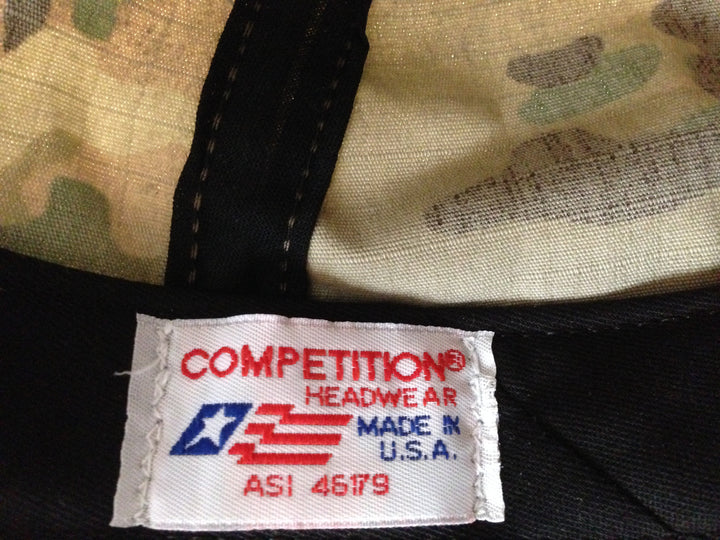 COMPETITION®
HEADWEAR
MADE IN
U.S.A.
ASI 46179